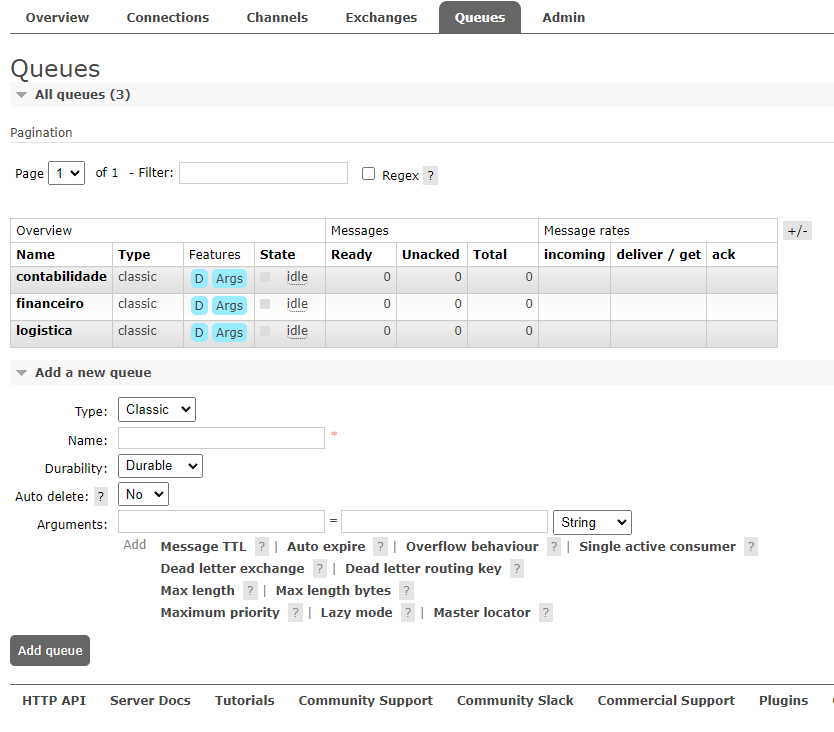 Overview Connections Channels Exchanges Queues Admin
Queues
All queues (3)
Pagination
Page 1 of 1 - Filter: Regex ?
Overview Messages Message rates +/-
Name Type Features State Ready Unacked Total incoming deliver / get ack
contabilidade classic D Args idle 0 0 0
financeiro classic D Args idle 0 0 0
logistica classic D Args idle 0 0 0
Add a new queue
Type: Classic
Name: *
Durability: Durable
Auto delete: ? No
Arguments: = String
Add Message TTL ? | Auto expire ? | Overflow behaviour ? | Single active consumer ?
Dead letter exchange ? | Dead letter routing key ?
Max length ? | Max length bytes ?
Maximum priority ? | Lazy mode ? | Master locator ?
Add queue
HTTP API Server Docs Tutorials Community Support Community Slack Commercial Support Plugins